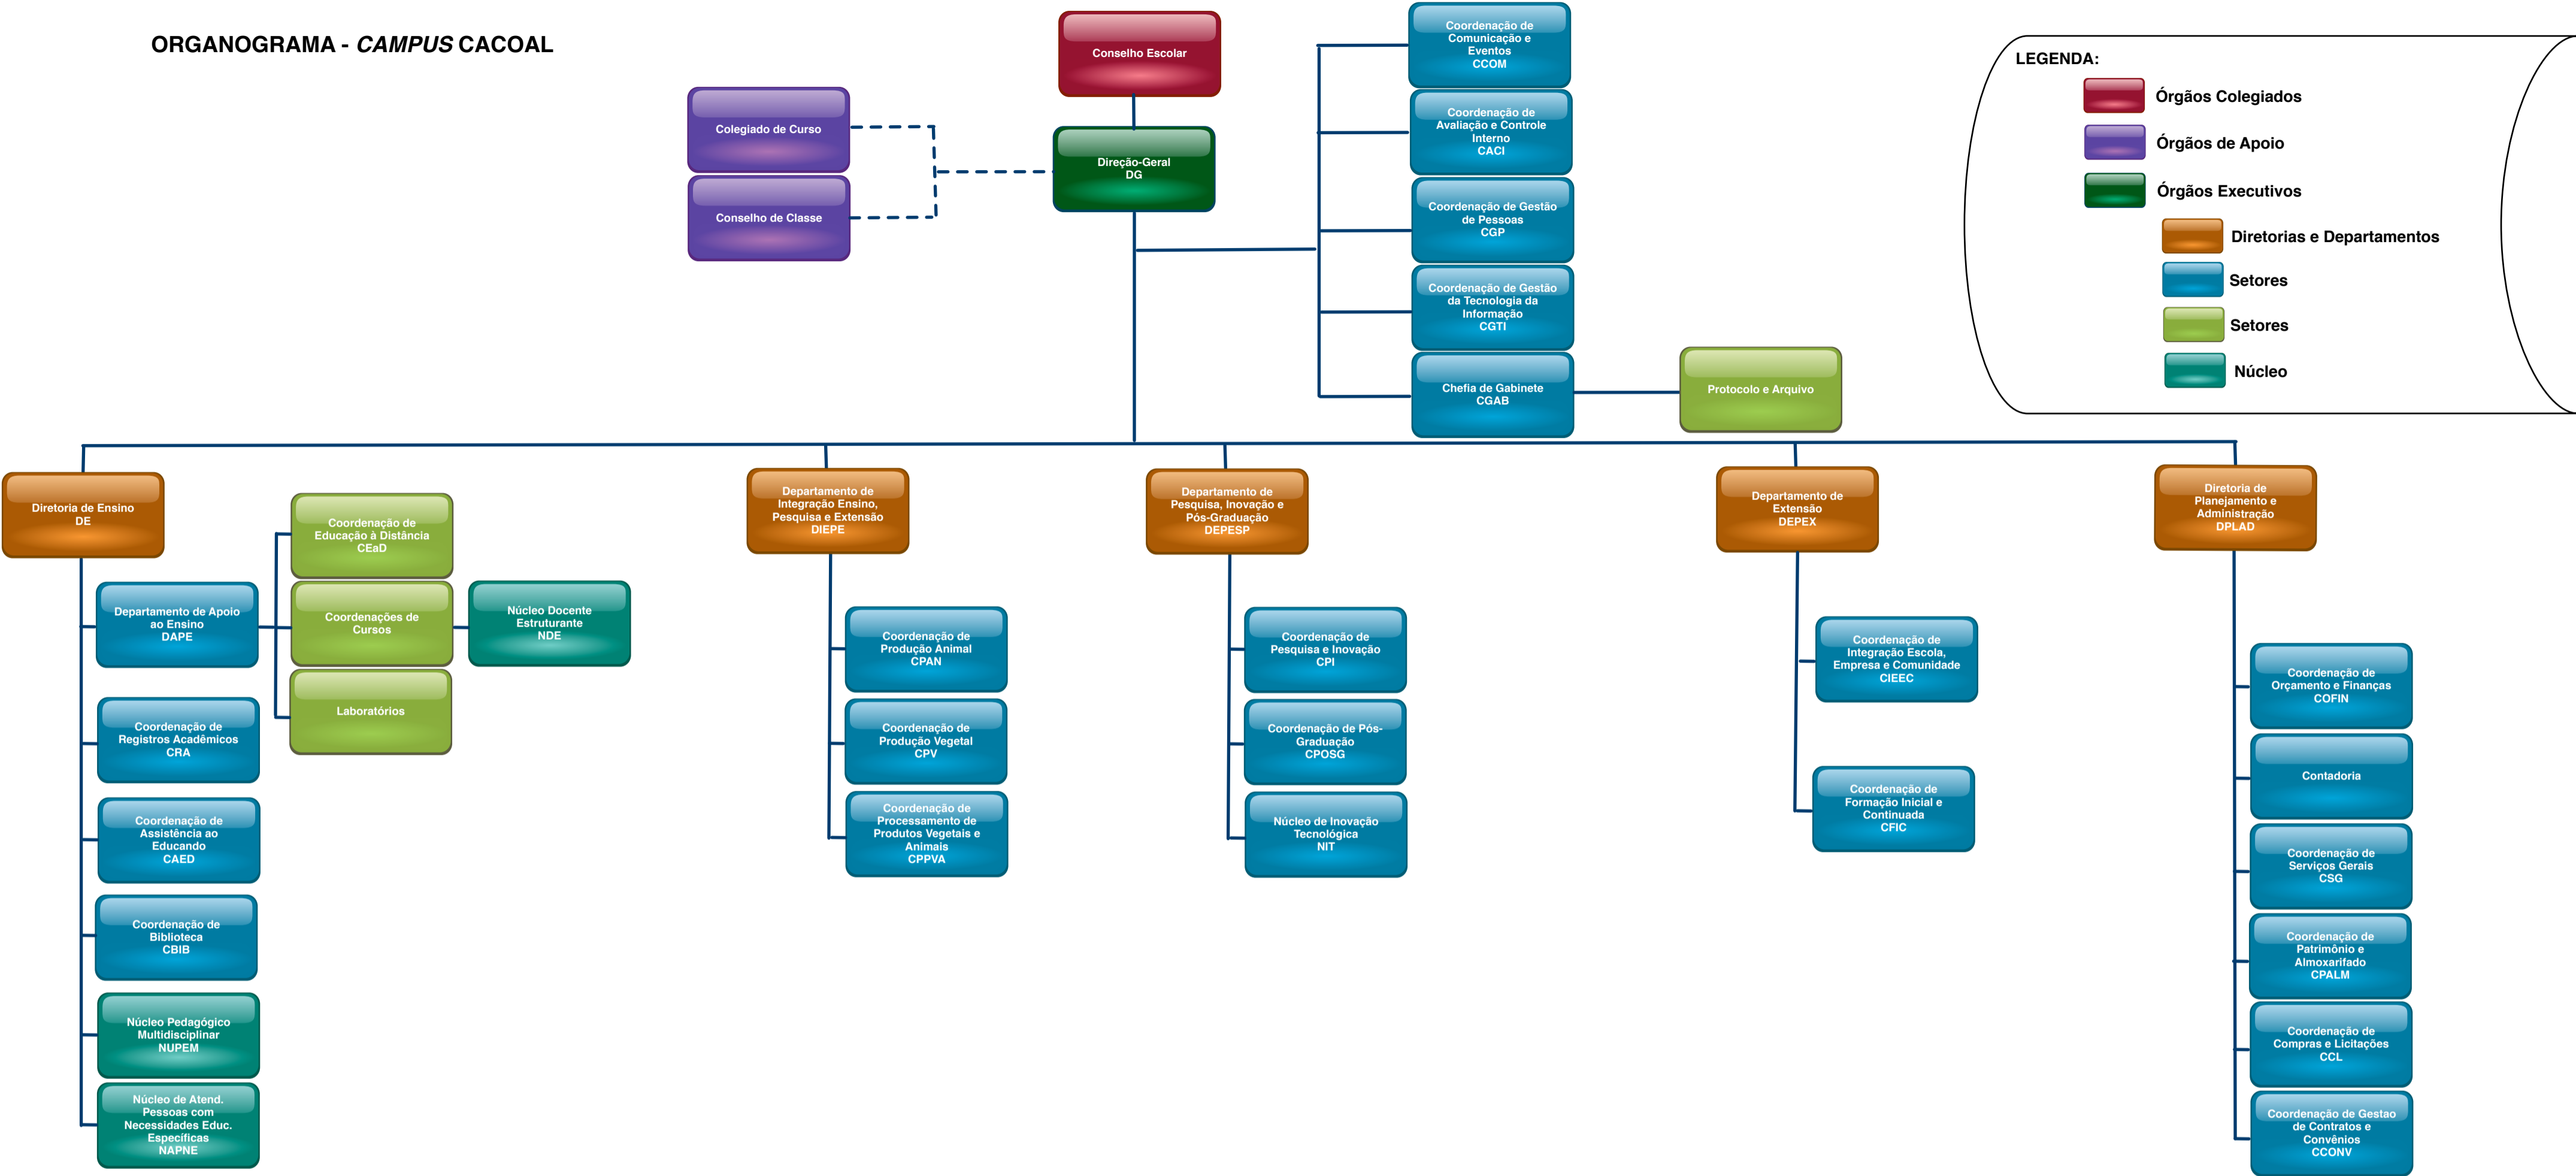 ORGANOGRAMA - CAMPUS CACOAL
Conselho Escolar
Colegiado de Curso
Conselho de Classe
Direção-Geral
DG
Coordenação de
Comunicação e
Eventos
CCOM
Coordenação de
Avaliação e Controle
Interno
CACI
Coordenação de Gestão
de Pessoas
CGP
Coordenação de Gestão
da Tecnologia da
Informação
CGTI
Chefia de Gabinete
CGAB
Protocolo e Arquivo
LEGENDA:
Órgãos Colegiados
Órgãos de Apoio
Órgãos Executivos
Diretorias e Departamentos
Setores
Setores
Núcleo
Diretoria de Ensino
DE
Departamento de Apoio
ao Ensino
DAPE
Coordenação de
Educação à Distância
CEaD
Coordenações de
Cursos
Laboratórios
Núcleo Docente
Estruturante
NDE
Coordenação de
Registros Acadêmicos
CRA
Coordenação de
Assistência ao
Educando
CAED
Coordenação de
Biblioteca
CBIB
Núcleo Pedagógico
Multidisciplinar
NUPEM
Núcleo de Atend.
Pessoas com
Necessidades Educ.
Específicas
NAPNE
Departamento de
Integração Ensino,
Pesquisa e Extensão
DIEPE
Coordenação de
Produção Animal
CPAN
Coordenação de
Produção Vegetal
CPV
Coordenação de
Processamento de
Produtos Vegetais e
Animais
CPPVA
Departamento de
Pesquisa, Inovação e
Pós-Graduação
DEPESP
Coordenação de
Pesquisa e Inovação
CPI
Coordenação de Pós-
Graduação
CPOSG
Núcleo de Inovação
Tecnológica
NIT
Departamento de
Extensão
DEPEX
Coordenação de
Integração Escola,
Empresa e Comunidade
CIEEC
Coordenação de
Formação Inicial e
Continuada
CFIC
Diretoria de
Planejamento e
Administração
DPLAD
Coordenação de
Orçamento e Finanças
COFIN
Contadoria
Coordenação de
Serviços Gerais
CSG
Coordenação de
Patrimônio e
Almoxarifado
CPALM
Coordenação de
Compras e Licitações
CCL
Coordenação de Gestao
de Contratos e
Convênios
CCONV